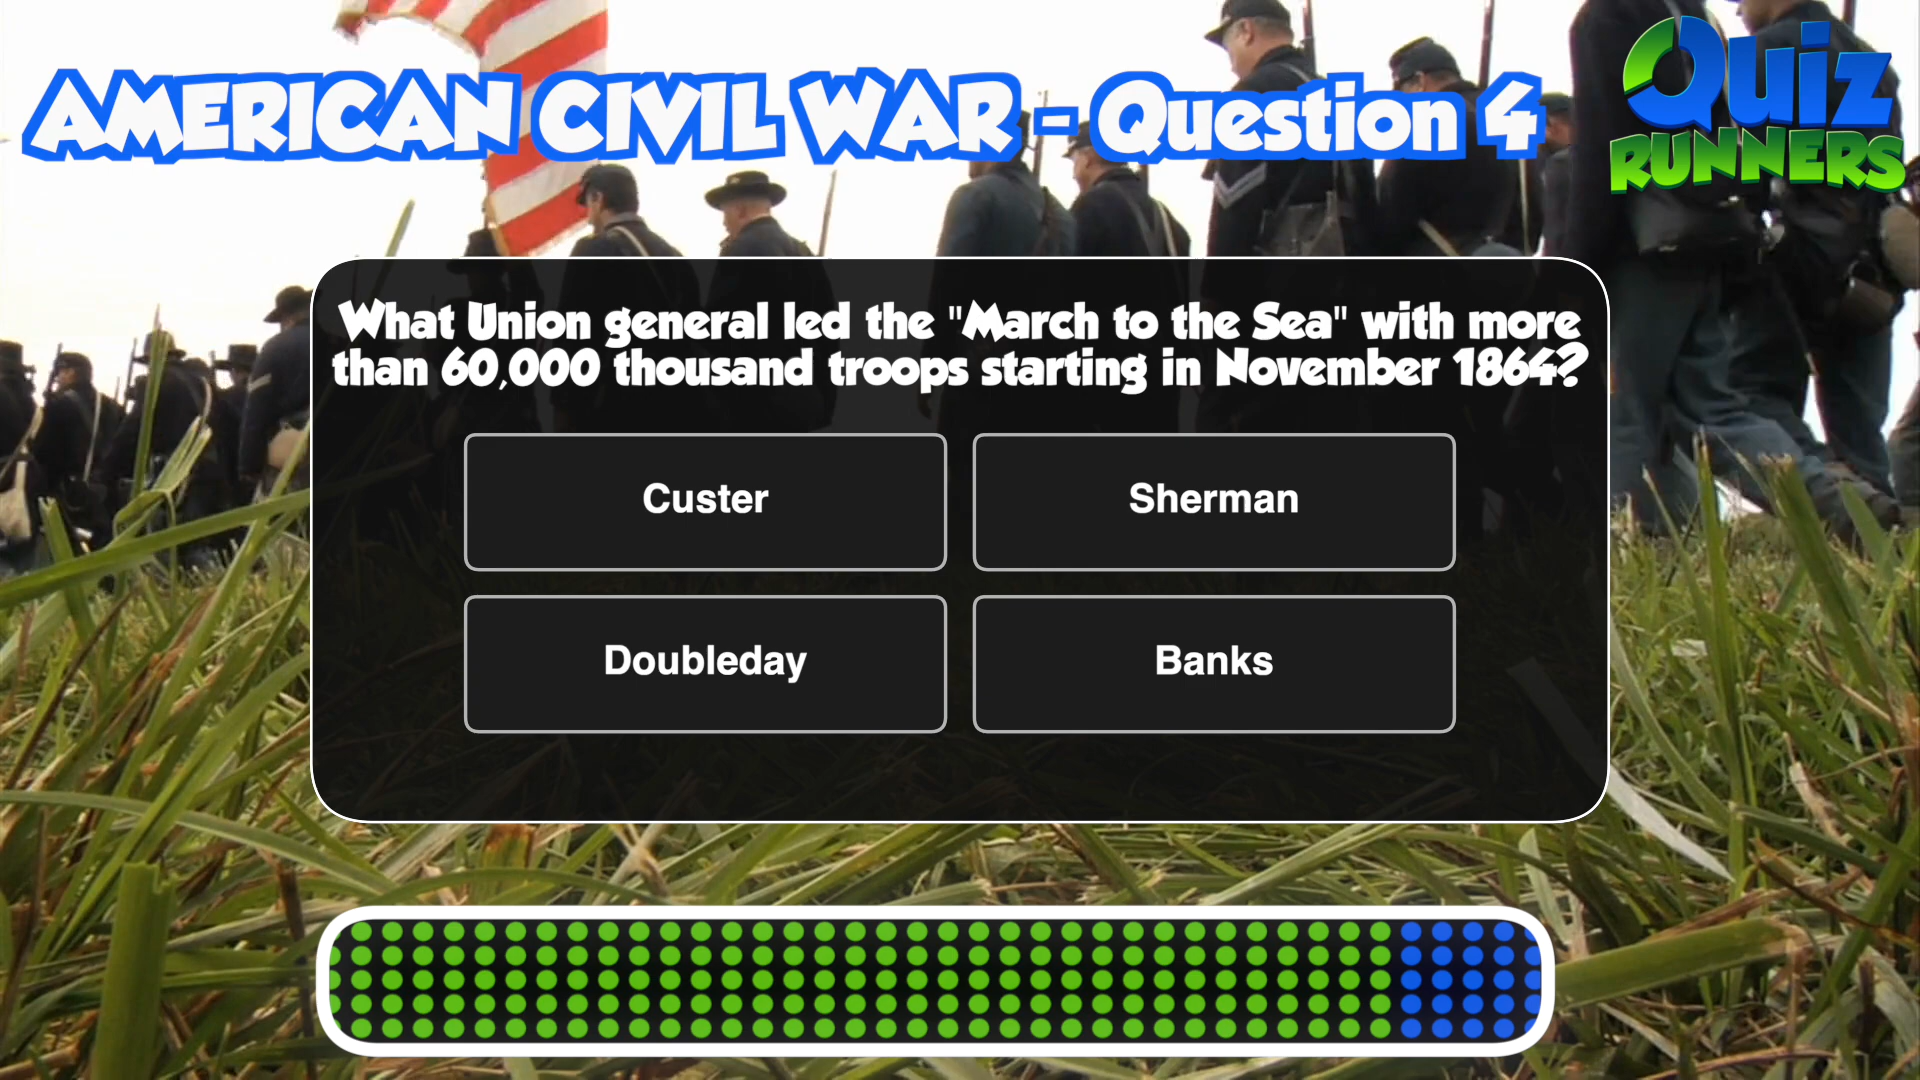 AMERICAN CIVIL WAR - Question 4
Quiz
RUNNERS
What Union general led the "March to the Sea" with more
than 60,000 thousand troops starting in November 1864?
Custer
Sherman
Doubleday
Banks